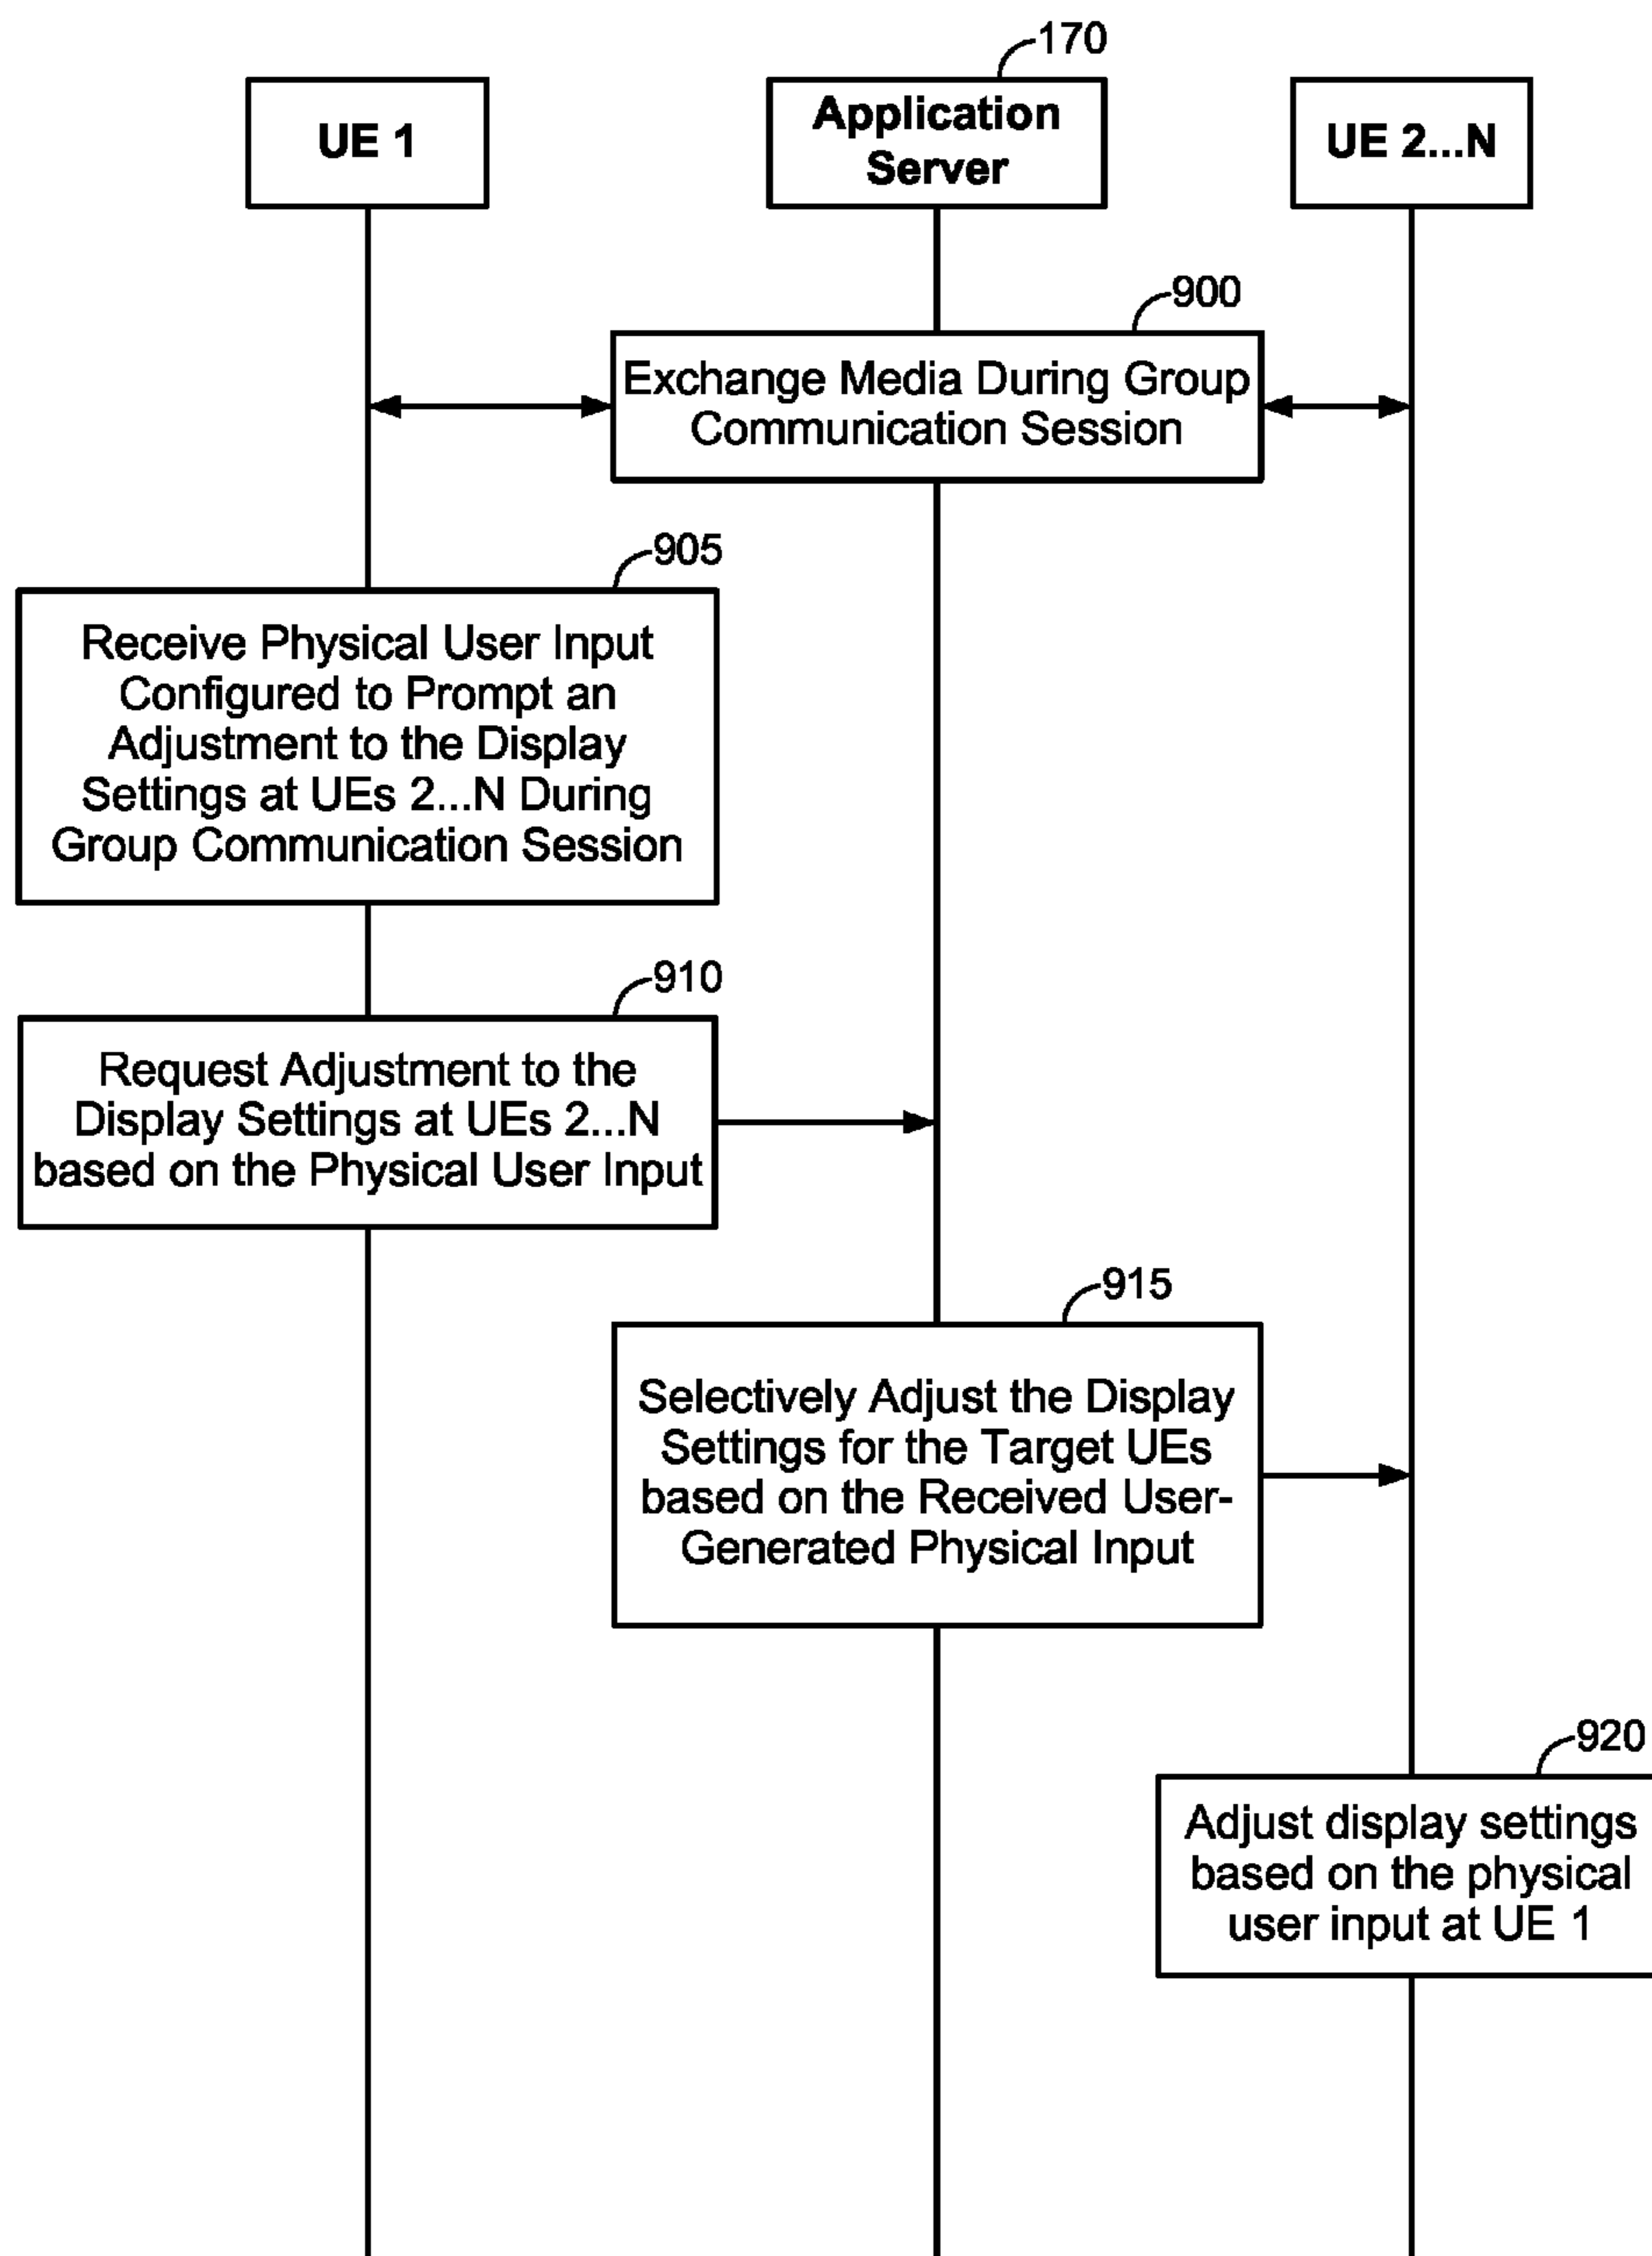 170
UE 1
Application
Server
UE 2...N
900
Exchange Media During Group
Communication Session
905
Receive Physical User Input
Configured to Prompt an
Adjustment to the Display
Settings at UEs 2...N During
Group Communication Session
910
Request Adjustment to the
Display Settings at UEs 2...N
based on the Physical User Input
915
Selectively Adjust the Display
Settings for the Target UEs
based on the Received User-
Generated Physical Input
920
Adjust display settings
based on the physical
user input at UE 1